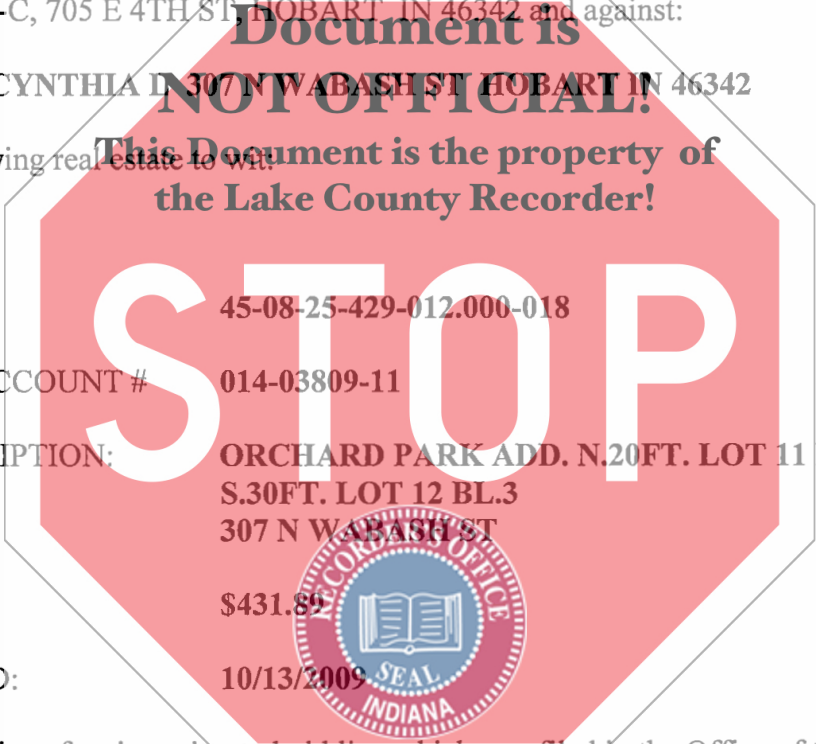 -C, 705 E 4TH ST, HOBART IN 46342 and against:
Document is
CYNTHIA D 307 N WABASH ST HOBART IN 46342
NOT OFFICIAL!
ing real estate to wit:
This Document is the property of
the Lake County Recorder!
STOP
45-08-25-429-012.000-018
CCOUNT # 014-03809-11
IPTION: ORCHARD PARK ADD. N.20FT. LOT 11
S.30FT. LOT 12 BL.3
307 N WABASH ST
$431.89
10/13/2009
RECORDER'S OFFICE
SEAL
INDIANA